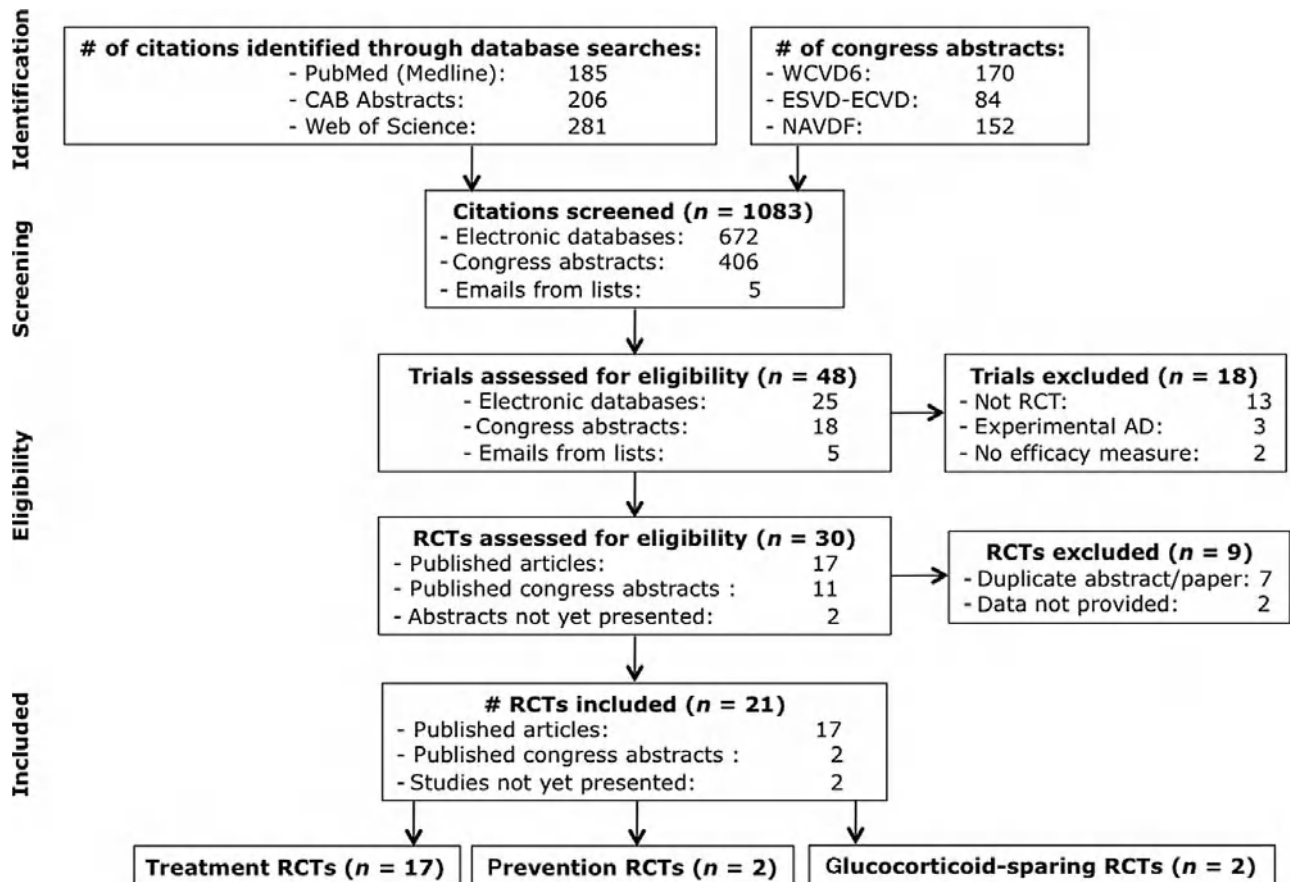 Identification
# of citations identified through database searches:
- PubMed (Medline): 185
- CAB Abstracts: 206
- Web of Science: 281
# of congress abstracts:
- WCVD6: 170
- ESVD-ECVD: 84
- NAVDF: 152
Screening
Citations screened (n = 1083)
- Electronic databases: 672
- Congress abstracts: 406
- Emails from lists: 5
Eligibility
Trials assessed for eligibility (n = 48)
- Electronic databases: 25
- Congress abstracts: 18
- Emails from lists: 5
Trials excluded (n = 18)
- Not RCT: 13
- Experimental AD: 3
- No efficacy measure: 2
RCTs assessed for eligibility (n = 30)
- Published articles: 17
- Published congress abstracts : 11
- Abstracts not yet presented: 2
RCTs excluded (n = 9)
- Duplicate abstract/paper: 7
- Data not provided: 2
Included
# RCTs included (n = 21)
- Published articles: 17
- Published congress abstracts : 2
- Studies not yet presented: 2
Treatment RCTs (n = 17)
Prevention RCTs (n = 2)
Glucocorticoid-sparing RCTs (n = 2)